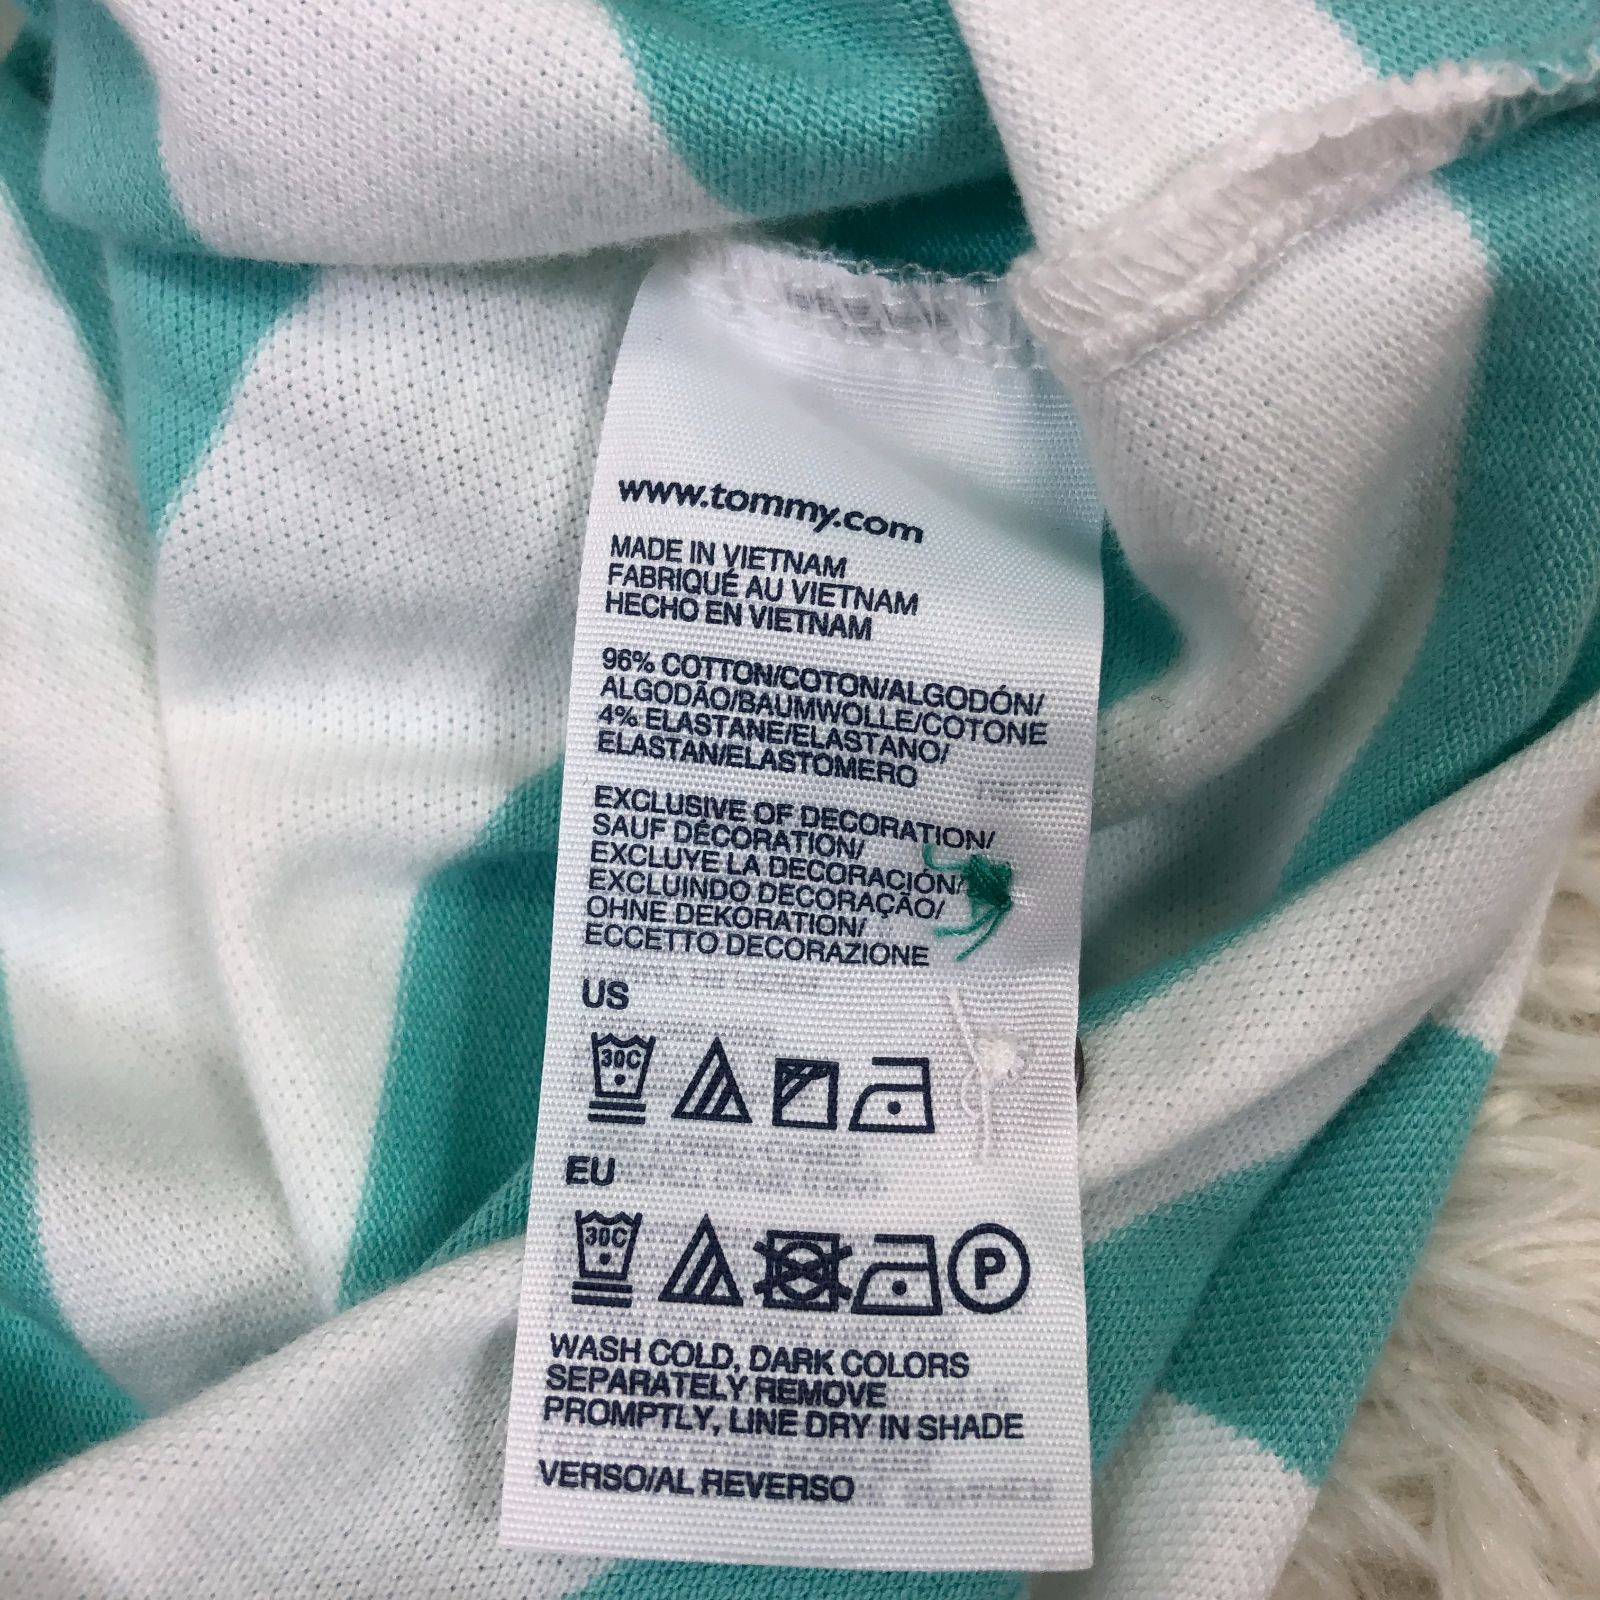 www.tommy.com
MADE IN VIETNAM
FABRIQUÉ AU VIETNAM
HECHO EN VIETNAM
96% COTTON/COTON/ALGODÓN/
ALGODÃO/BAUMWOLLE/COTONE
4% ELASTANE/ELASTANO/
ELASTAN/ELASTOMERO
EXCLUSIVE OF DECORATION/
SAUF DÉCORATION/
EXCLUYE LA DECORACIÓN/
EXCLUINDO DECORAÇÃO/
OHNE DEKORATION/
ECCETTO DECORAZIONE
US
30C
EU
30C P
WASH COLD, DARK COLORS
SEPARATELY REMOVE
PROMPTLY, LINE DRY IN SHADE
VERSO/AL REVERSO